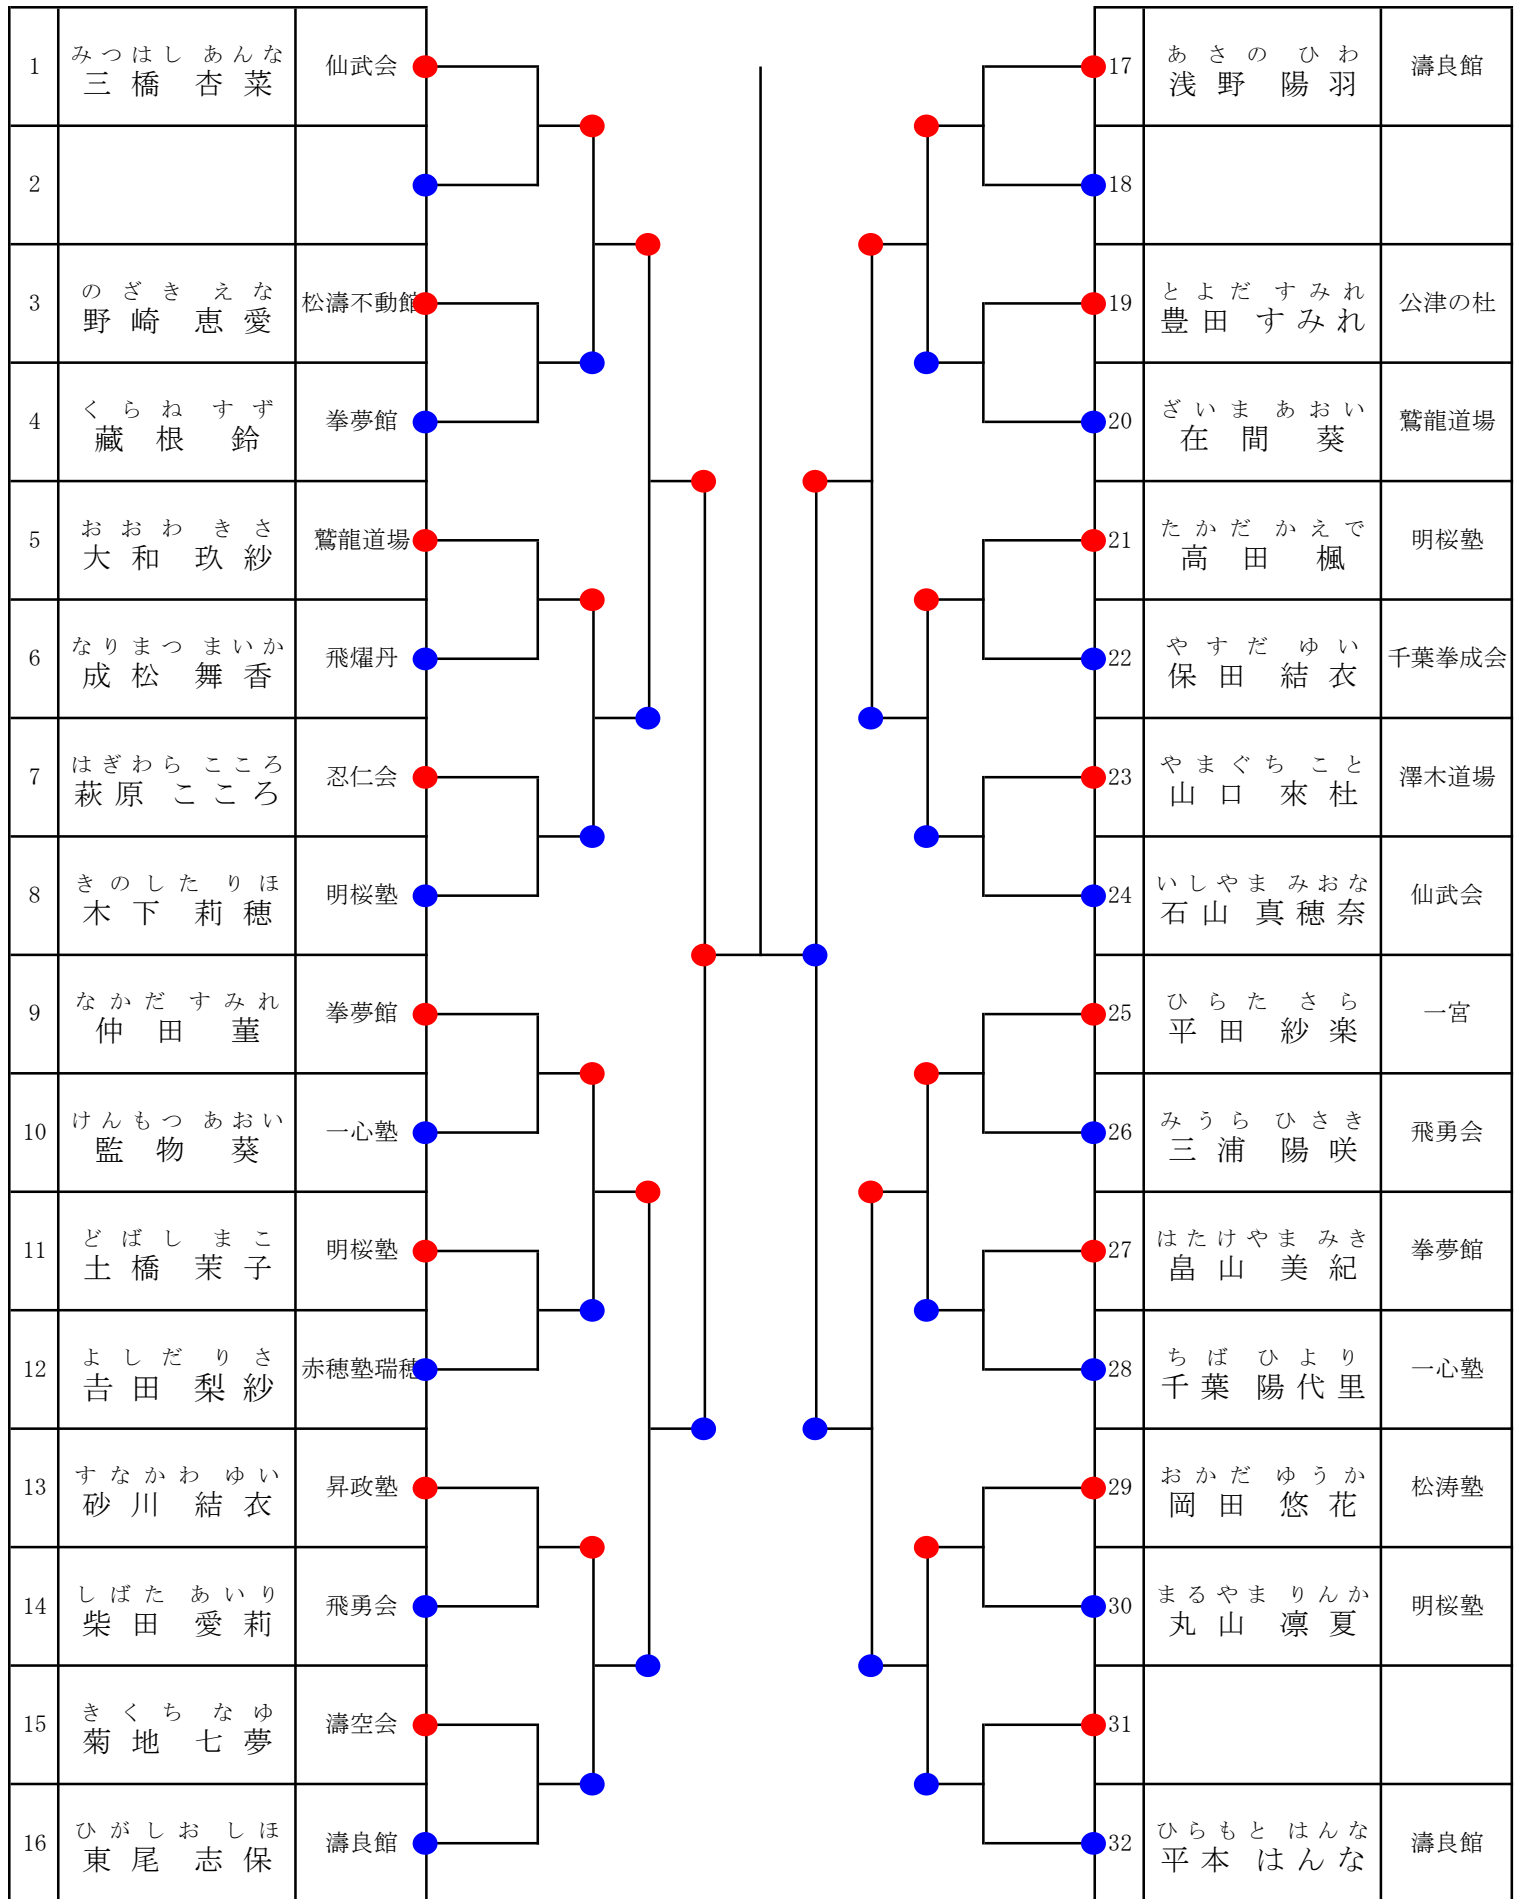 1 みつはし あんな 仙武会
三橋 杏菜
2
3 のざき えな 松濤不動館
野崎 恵愛
4 くらね すず 拳夢館
藏根 鈴
5 おおわ きさ 鷲龍道場
大和 玖紗
6 なりまつ まいか 飛燿丹
成松 舞香
7 はぎわら こころ 忍仁会
萩原 こころ
8 きのした りほ 明桜塾
木下 莉穂
9 なかだ すみれ 拳夢館
仲田 菫
10 けんもつ あおい 一心塾
監物 葵
11 どばし まこ 明桜塾
土橋 茉子
12 よしだ りさ 赤穂塾瑞穂
𠮷田 梨紗
13 すなかわ ゆい 昇政塾
砂川 結衣
14 しばた あいり 飛勇会
柴田 愛莉
15 きくち なゆ 濤空会
菊地 七夢
16 ひがしお しほ 濤良館
東尾 志保
17 あさの ひわ 濤良館
浅野 陽羽
18
19 とよだ すみれ 公津の杜
豊田 すみれ
20 ざいま あおい 鷲龍道場
在間 葵
21 たかだ かえで 明桜塾
高田 楓
22 やすだ ゆい 千葉拳成会
保田 結衣
23 やまぐち こと 澤木道場
山口 來杜
24 いしやま みおな 仙武会
石山 真穂奈
25 ひらた さら 一宮
平田 紗楽
26 みうら ひさき 飛勇会
三浦 陽咲
27 はたけやま みき 拳夢館
畠山 美紀
28 ちば ひより 一心塾
千葉 陽代里
29 おかだ ゆうか 松涛塾
岡田 悠花
30 まるやま りんか 明桜塾
丸山 凛夏
31
32 ひらもと はんな 濤良館
平本 はんな